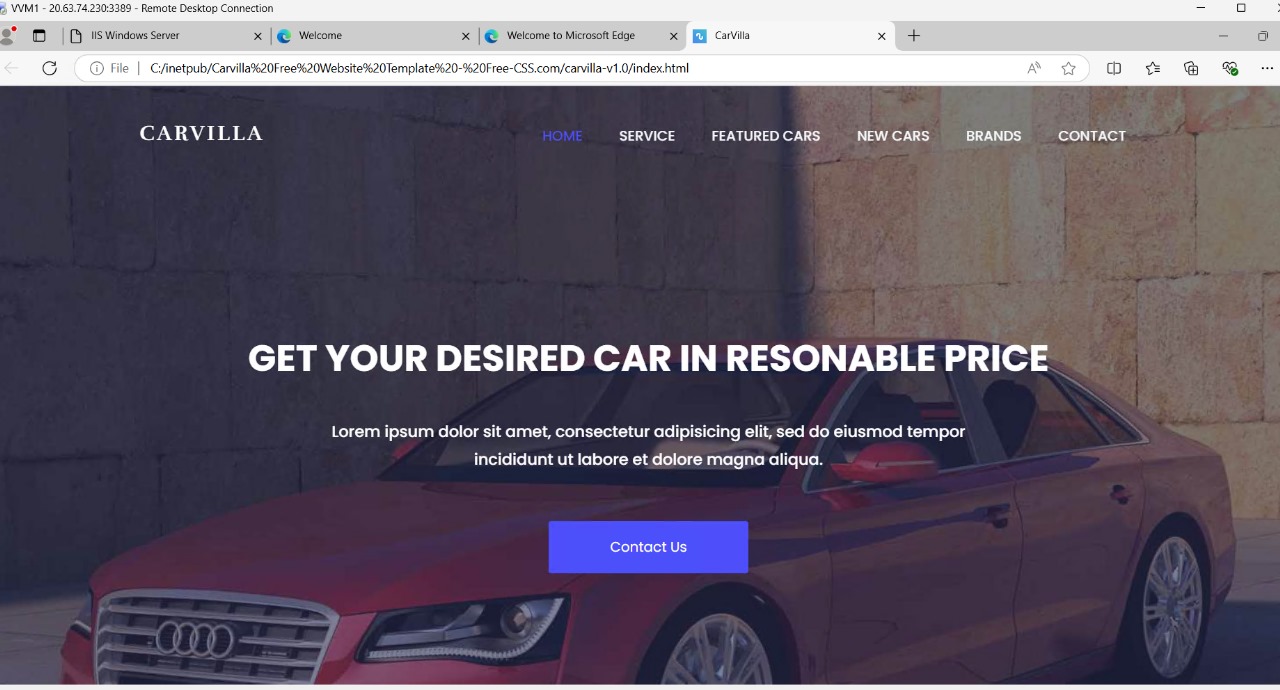 VVM1 - 20.63.74.230:3389 - Remote Desktop Connection
IIS Windows Server
Welcome
Welcome to Microsoft Edge
CarVilla
File
C:/inetpub/Carvilla%20Free%20Website%20Template%20-%20Free-CSS.com/carvilla-v1.0/index.html
CARVILLA
HOME SERVICE FEATURED CARS NEW CARS BRANDS CONTACT
GET YOUR DESIRED CAR IN RESONABLE PRICE
Lorem ipsum dolor sit amet, consectetur adipisicing elit, sed do eiusmod tempor
incididunt ut labore et dolore magna aliqua.
Contact Us